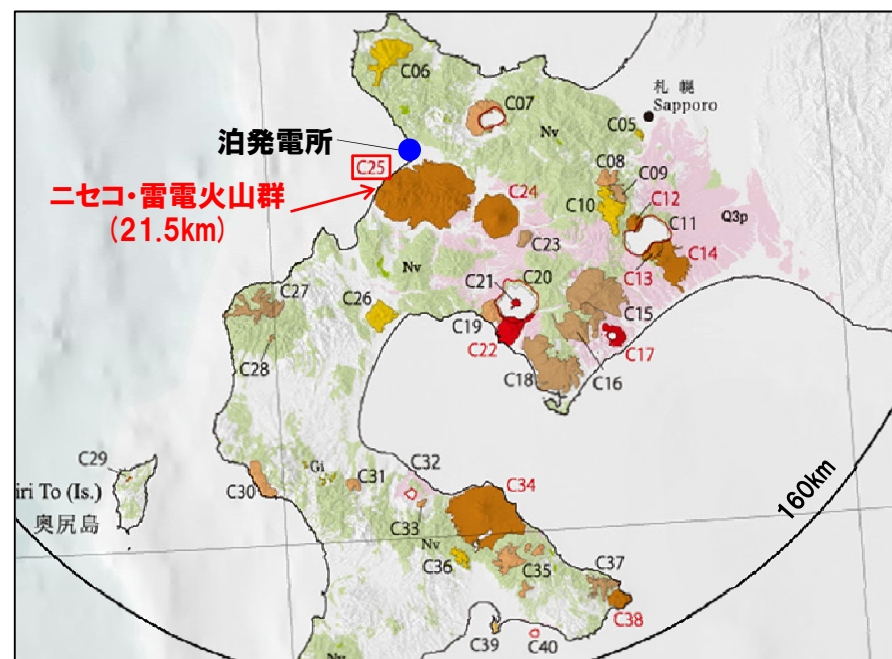 C06
C07
札幌
Sapporo
Nv
C05
泊発電所
C25
ニセコ・雷電火山群
(21.5km)
C08
C09
C24
C10
C12
C11
Q3p
C23
C14
C13
Nv
C20
C21
C27
C26
C15
C19
C22
C17
C28
C18
C16
C29
Gi
C31
C32
C34
iri To (Is.)
奥尻島
C30
C33
160km
Nv
C36
C35
C37
C38
C39
C40
Nv